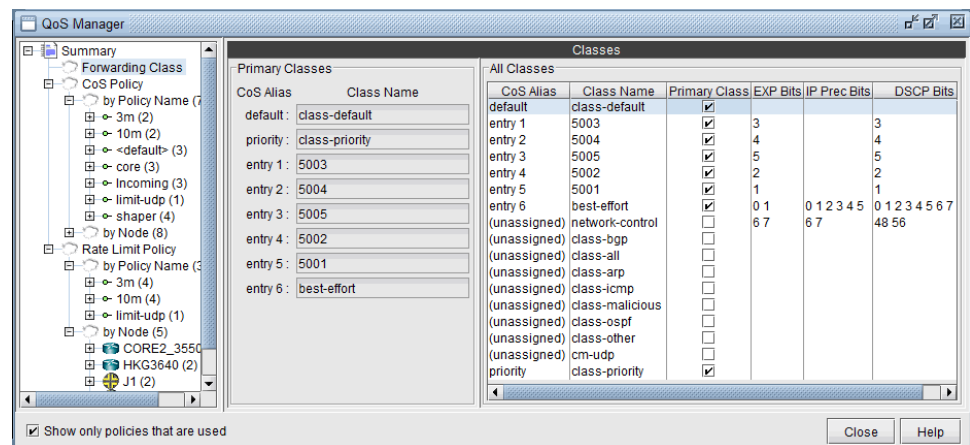 QoS Manager
Summary
Forwarding Class
CoS Policy
by Policy Name (7
3m (2)
10m (2)
<default> (3)
core (3)
Incoming (3)
limit-udp (1)
shaper (4)
by Node (8)
Rate Limit Policy
by Policy Name (3
3m (4)
10m (4)
limit-udp (1)
by Node (5)
CORE2_3550
HKG3640 (2)
J1 (2)
Classes
Primary Classes
CoS Alias Class Name
default : class-default
priority : class-priority
entry 1 : 5003
entry 2 : 5004
entry 3 : 5005
entry 4 : 5002
entry 5 : 5001
entry 6 : best-effort
All Classes
CoS Alias Class Name Primary Class EXP Bits IP Prec Bits DSCP Bits
default class-default
entry 1 5003 3 3
entry 2 5004 4 4
entry 3 5005 5 5
entry 4 5002 2 2
entry 5 5001 1 1
entry 6 best-effort 0 1 0 1 2 3 4 5 0 1 2 3 4 5 6 7
(unassigned) network-control 6 7 6 7 48 56
(unassigned) class-bgp
(unassigned) class-all
(unassigned) class-arp
(unassigned) class-icmp
(unassigned) class-malicious
(unassigned) class-ospf
(unassigned) class-other
(unassigned) cm-udp
priority class-priority
Show only policies that are used
Close Help